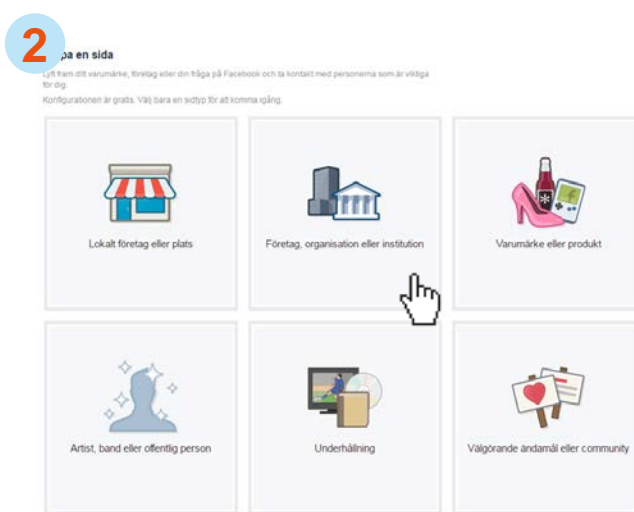 2
pa en sida
Lyft fram ditt varumärke, företag eller din fråga på Facebook och ta kontakt med personerna som är viktiga
för dig.
Konfigurationen är gratis. Välj bara en sidtyp för att komma igång.
Lokalt företag eller plats
Företag, organisation eller institution
Varumärke eller produkt
Artist, band eller offentlig person
Underhållning
Välgörande ändamål eller community